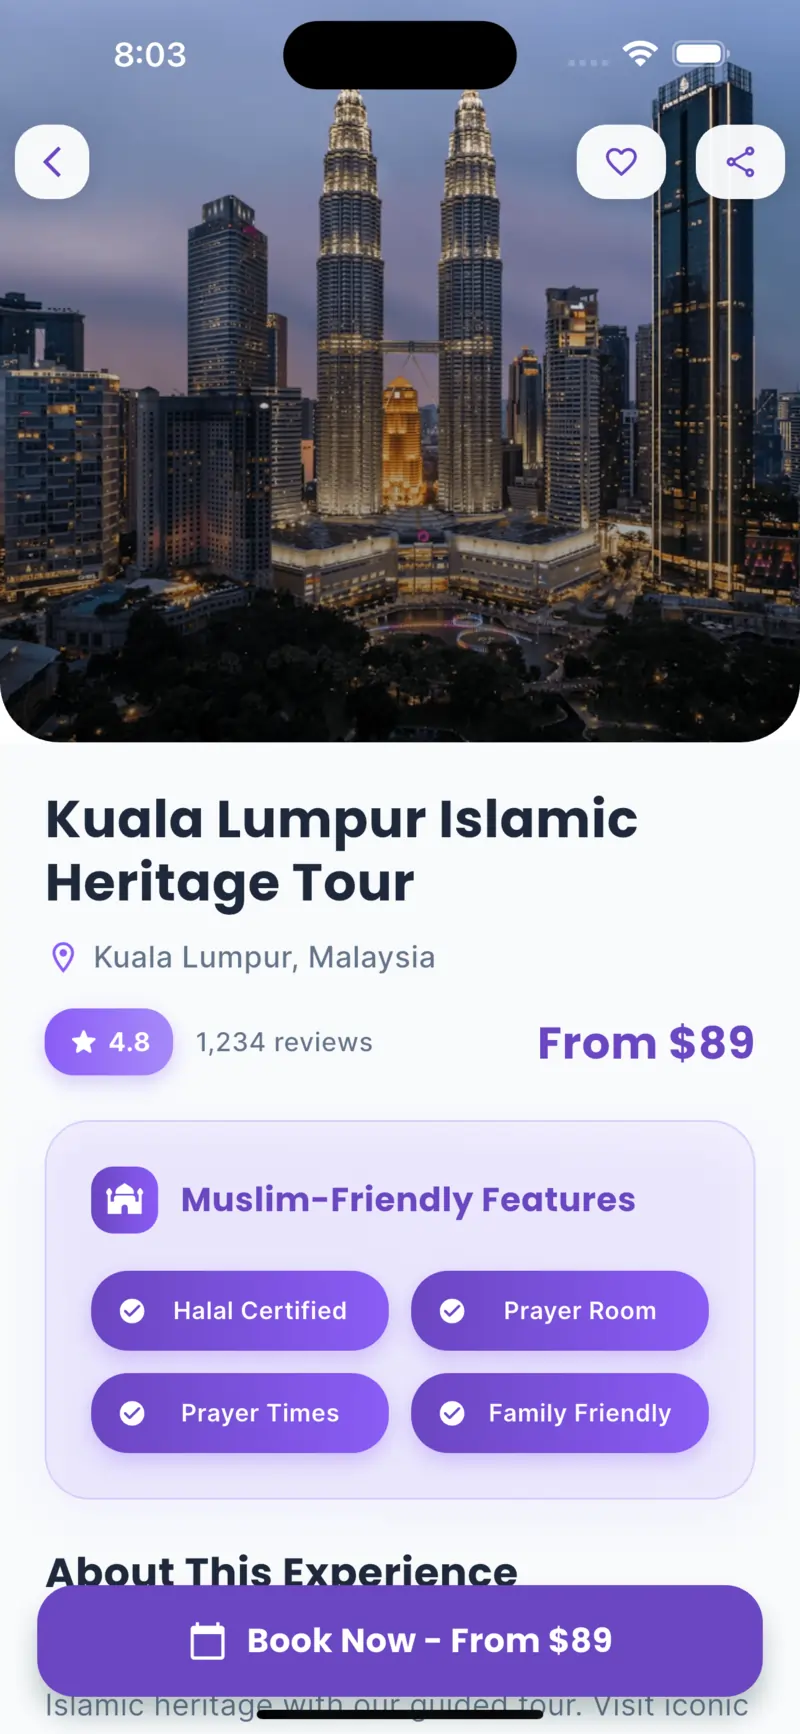 8:03
Kuala Lumpur Islamic
Heritage Tour
Kuala Lumpur, Malaysia
4.8
1,234 reviews
From $89
Muslim-Friendly Features
Halal Certified
Prayer Room
Prayer Times
Family Friendly
About This Experience
Book Now - From $89
Islamic heritage with our guided tour. Visit iconic